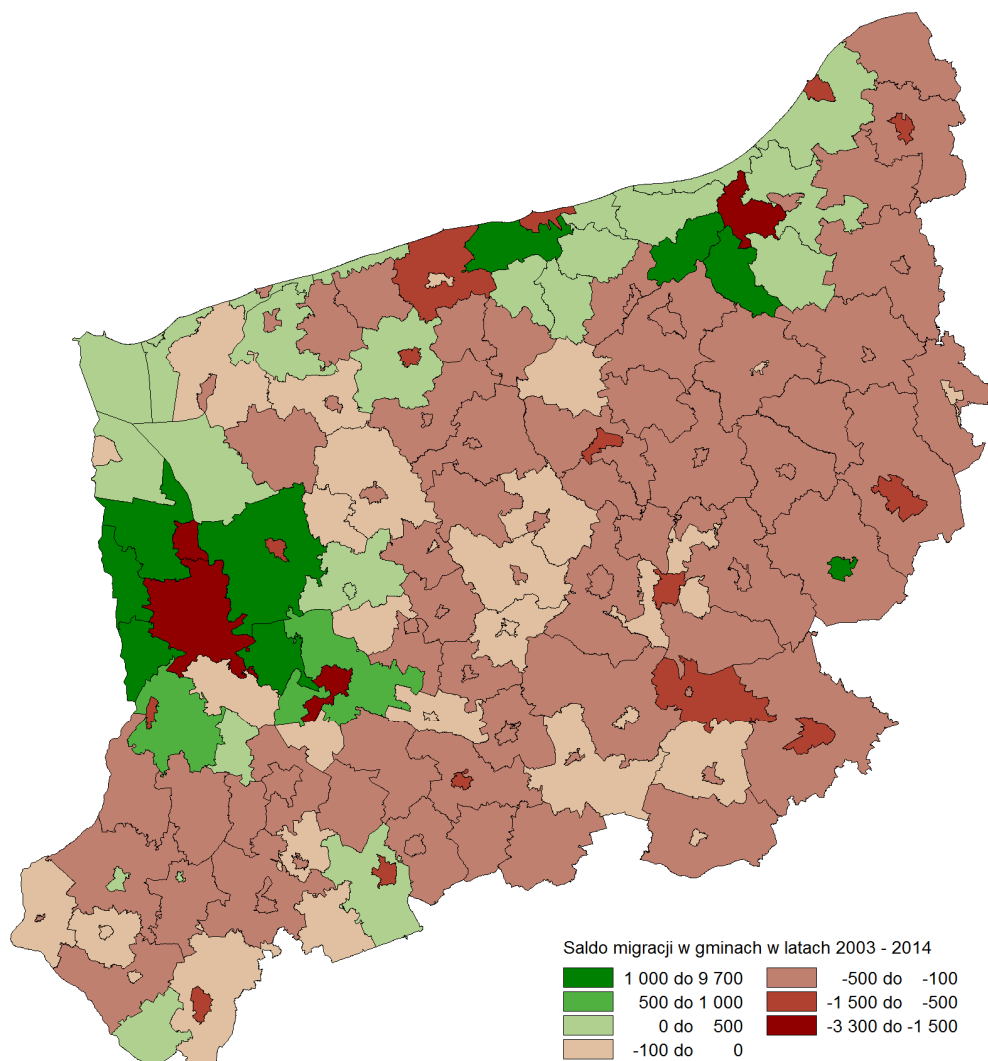 Saldo migracji w gminach w latach 2003 - 2014
1 000 do 9 700 -500 do -100
500 do 1 000 -1 500 do -500
0 do 500 -3 300 do -1 500
-100 do 0